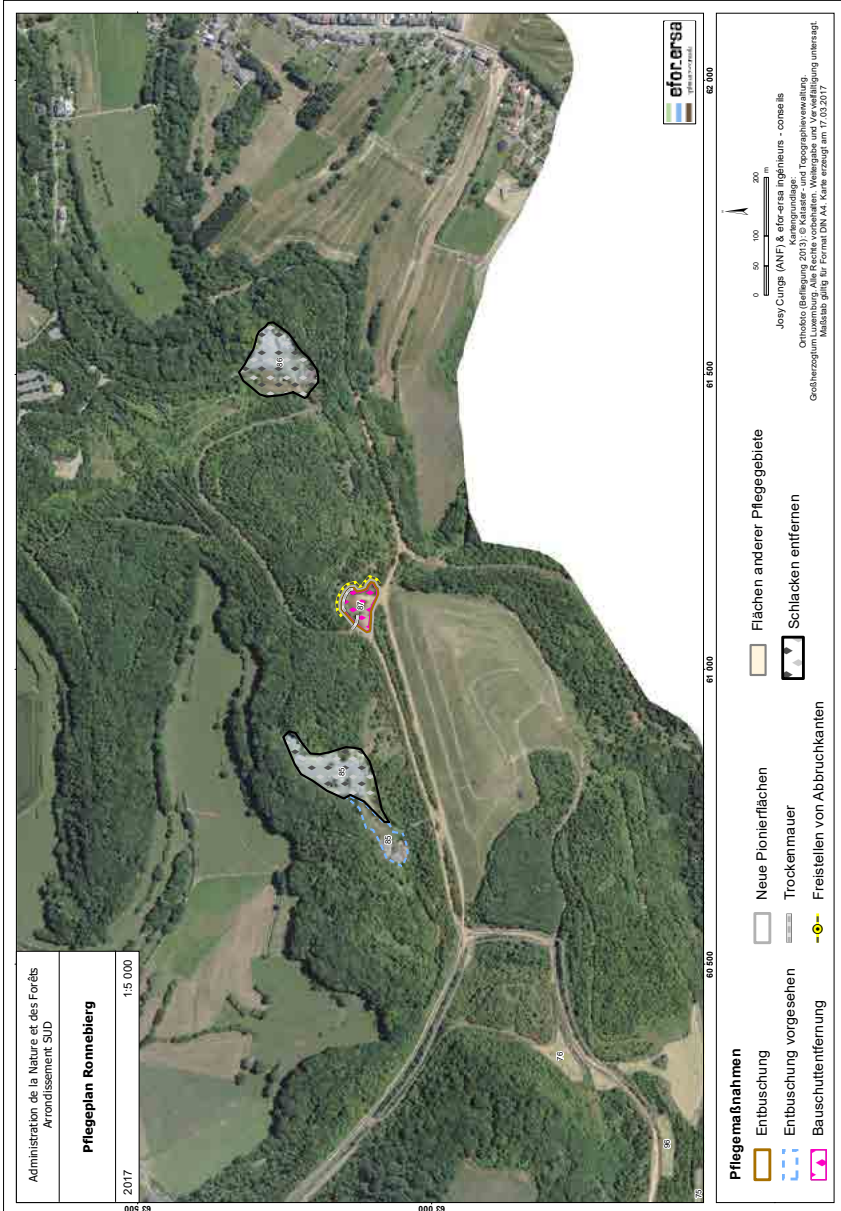 Administration de la Nature et des Forêts
Arrondissement SUD
Pflegeplan Ronnebierg
2017
1:5 000
63 500
63 000
60 500
61 000
61 500
62 000
85
85
86
87
76
96
75
efor.ersa
Pflegemaßnahmen
Entbuschung
Entbuschung vorgesehen
Bauschuttentfernung
Neue Pionierflächen
Trockenmauer
Freistellen von Abbruchkanten
Flächen anderer Pflegegebiete
Schlacken entfernen
0 50 100 200
m
Josy Cungs (ANF) & efor-ersa ingénieurs - conseils
Kartengrundlage:
Orthofoto (Befliegung 2013): © Kataster- und Topographieverwaltung.
Großherzogtum Luxemburg. Alle Rechte vorbehalten. Weitergabe und Vervielfältigung untersagt.
Maßstab gültig für Format DIN A4. Karte erzeugt am 17.03.2017